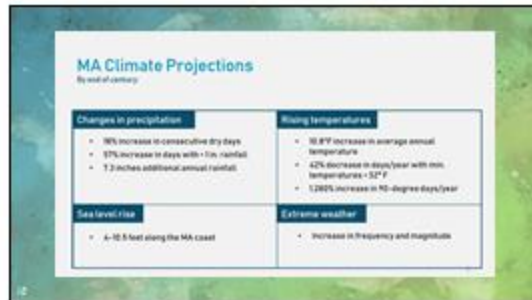 MA Climate Projections
By end of century
Changes in precipitation
• 18% increase in consecutive dry days
• 57% increase in days with > 1 in. rainfall
• 7.3 inches additional annual rainfall
Rising temperatures
• 10.8°F increase in average annual
temperature
• 42% decrease in days/year with min.
temperatures < 32° F
• 1,280% increase in 90-degree days/year
Sea level rise
• 4-10.5 feet along the MA coast
Extreme weather
• Increase in frequency and magnitude